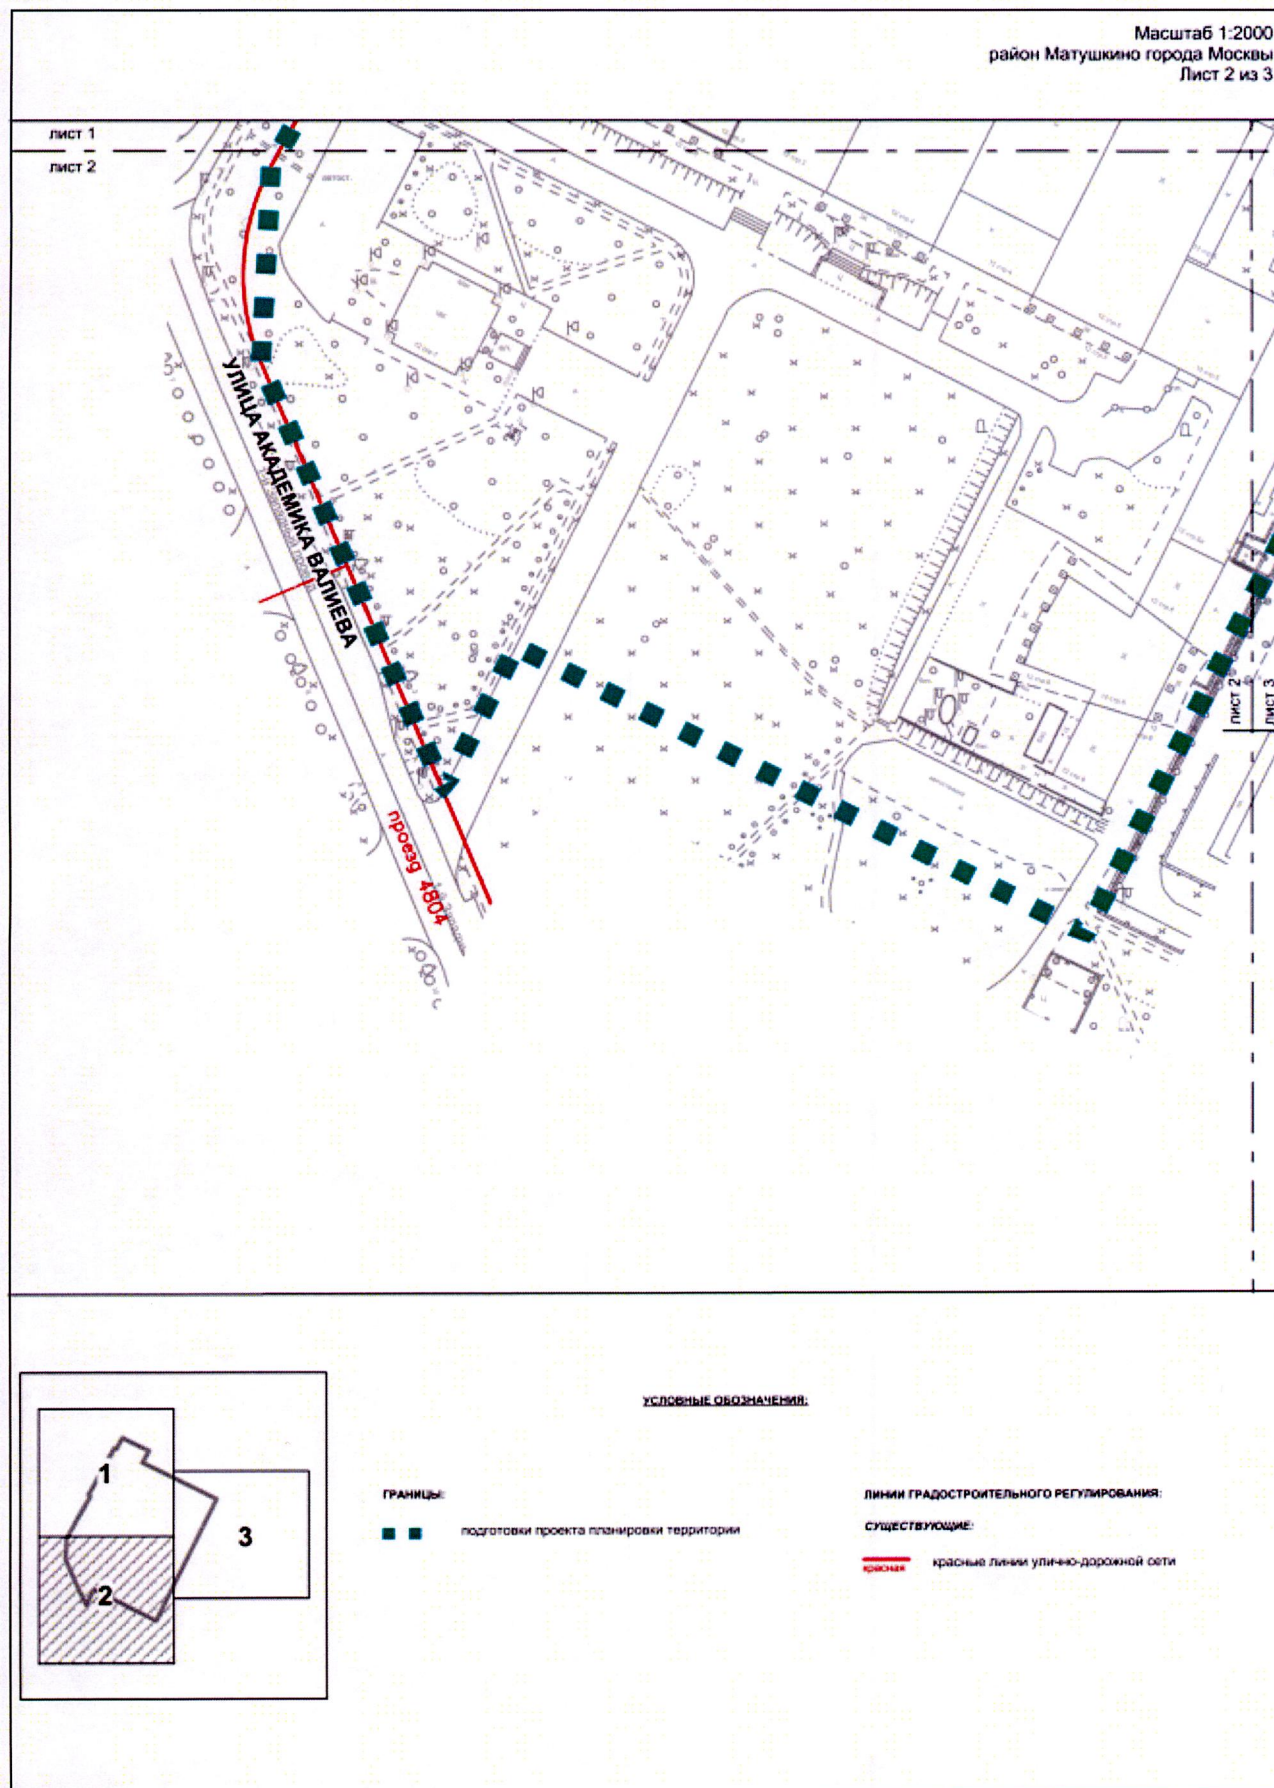 Масштаб 1:2000
район Матушкино города Москвы
Лист 2 из 3
лист 1
лист 2
автост.
УЛИЦА АКАДЕМИКА ВАЛИЕВА
проезд 4804
лист 2
лист 3
УСЛОВНЫЕ ОБОЗНАЧЕНИЯ:
1
2
3
ГРАНИЦЫ:
подготовки проекта планировки территории
ЛИНИИ ГРАДОСТРОИТЕЛЬНОГО РЕГУЛИРОВАНИЯ:
СУЩЕСТВУЮЩИЕ:
красная
красные линии улично-дорожной сети